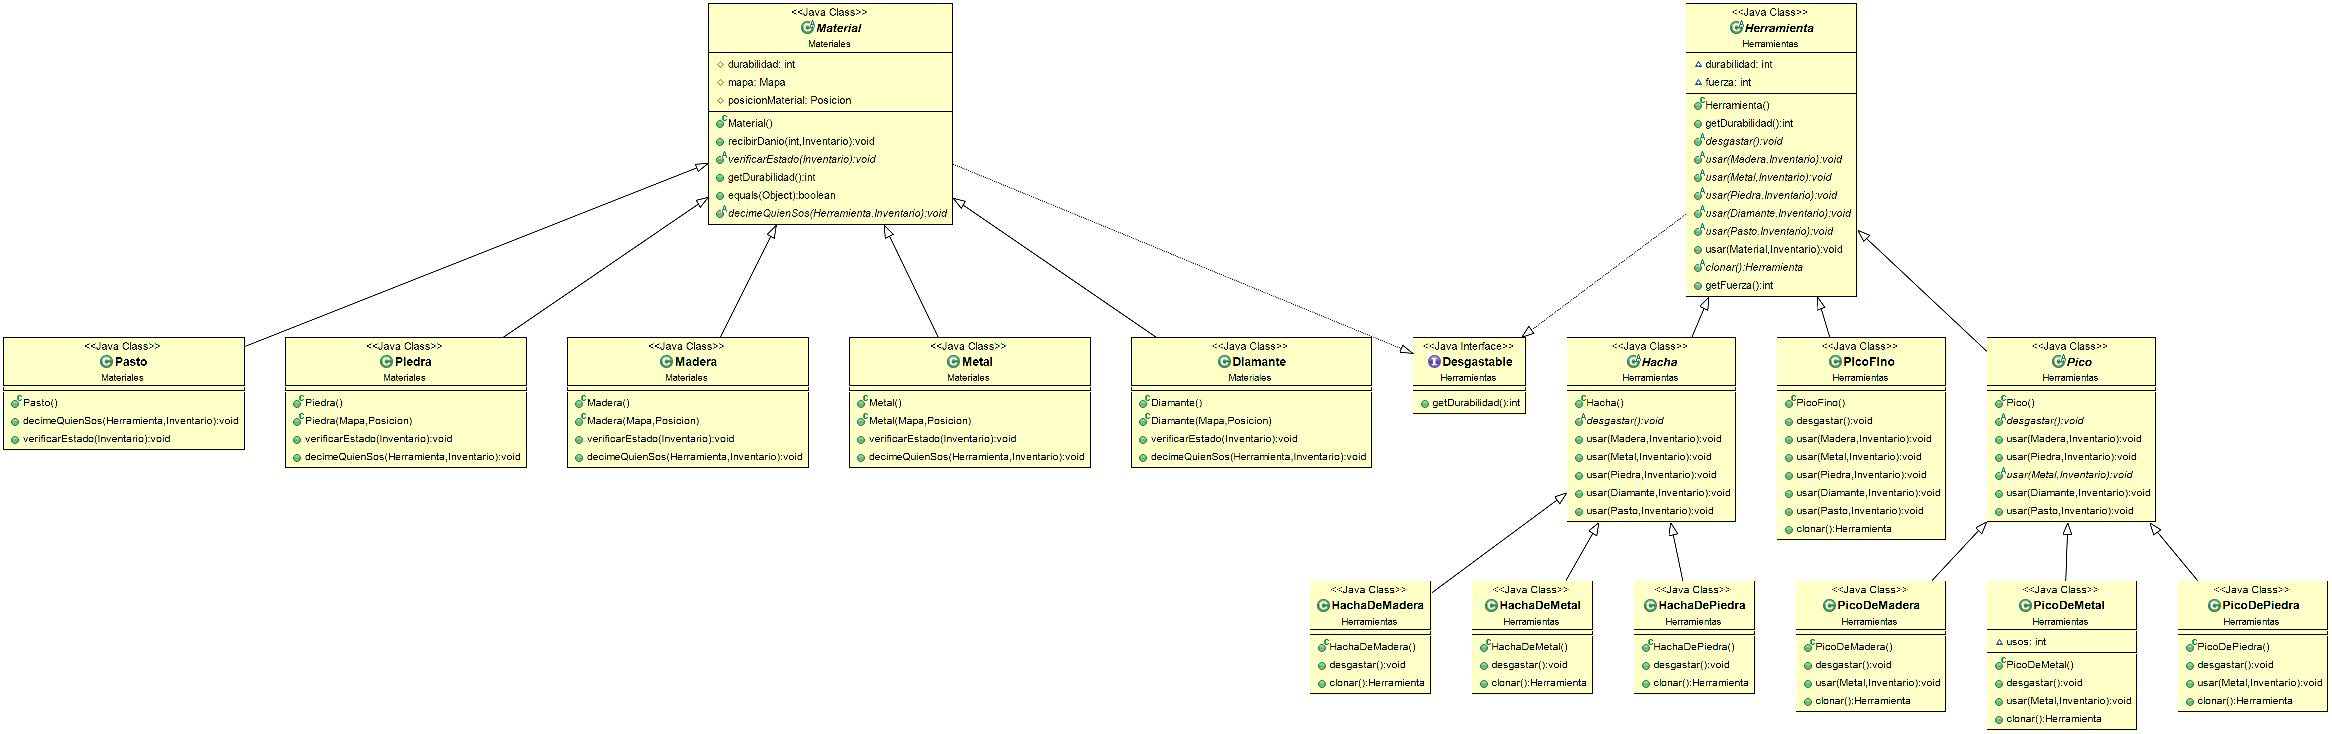 <<Java Class>>
Material
Materiales
durabilidad: int
mapa: Mapa
posicionMaterial: Posicion
Material()
recibirDanio(int,Inventario):void
verificarEstado(Inventario):void
getDurabilidad():int
equals(Object):boolean
decimeQuienSos(Herramienta,Inventario):void
<<Java Class>>
Herramienta
Herramientas
durabilidad: int
fuerza: int
Herramienta()
getDurabilidad():int
desgastar():void
usar(Madera,Inventario):void
usar(Metal,Inventario):void
usar(Piedra,Inventario):void
usar(Diamante,Inventario):void
usar(Pasto,Inventario):void
usar(Material,Inventario):void
clonar():Herramienta
getFuerza():int
<<Java Class>>
Pasto
Materiales
Pasto()
decimeQuienSos(Herramienta,Inventario):void
verificarEstado(Inventario):void
<<Java Class>>
Piedra
Materiales
Piedra()
Piedra(Mapa,Posicion)
verificarEstado(Inventario):void
decimeQuienSos(Herramienta,Inventario):void
<<Java Class>>
Madera
Materiales
Madera()
Madera(Mapa,Posicion)
verificarEstado(Inventario):void
decimeQuienSos(Herramienta,Inventario):void
<<Java Class>>
Metal
Materiales
Metal()
Metal(Mapa,Posicion)
verificarEstado(Inventario):void
decimeQuienSos(Herramienta,Inventario):void
<<Java Class>>
Diamante
Materiales
Diamante()
Diamante(Mapa,Posicion)
verificarEstado(Inventario):void
decimeQuienSos(Herramienta,Inventario):void
<<Java Interface>>
Desgastable
Herramientas
getDurabilidad():int
<<Java Class>>
Hacha
Herramientas
Hacha()
desgastar():void
usar(Madera,Inventario):void
usar(Metal,Inventario):void
usar(Piedra,Inventario):void
usar(Diamante,Inventario):void
usar(Pasto,Inventario):void
<<Java Class>>
PicoFino
Herramientas
PicoFino()
desgastar():void
usar(Madera,Inventario):void
usar(Metal,Inventario):void
usar(Piedra,Inventario):void
usar(Diamante,Inventario):void
usar(Pasto,Inventario):void
clonar():Herramienta
<<Java Class>>
Pico
Herramientas
Pico()
desgastar():void
usar(Madera,Inventario):void
usar(Piedra,Inventario):void
usar(Metal,Inventario):void
usar(Diamante,Inventario):void
usar(Pasto,Inventario):void
<<Java Class>>
HachaDeMadera
Herramientas
HachaDeMadera()
desgastar():void
clonar():Herramienta
<<Java Class>>
HachaDeMetal
Herramientas
HachaDeMetal()
desgastar():void
clonar():Herramienta
<<Java Class>>
HachaDePiedra
Herramientas
HachaDePiedra()
desgastar():void
clonar():Herramienta
<<Java Class>>
PicoDeMadera
Herramientas
PicoDeMadera()
desgastar():void
usar(Metal,Inventario):void
clonar():Herramienta
<<Java Class>>
PicoDeMetal
Herramientas
usos: int
PicoDeMetal()
desgastar():void
usar(Metal,Inventario):void
clonar():Herramienta
<<Java Class>>
PicoDePiedra
Herramientas
PicoDePiedra()
desgastar():void
usar(Metal,Inventario):void
clonar():Herramienta